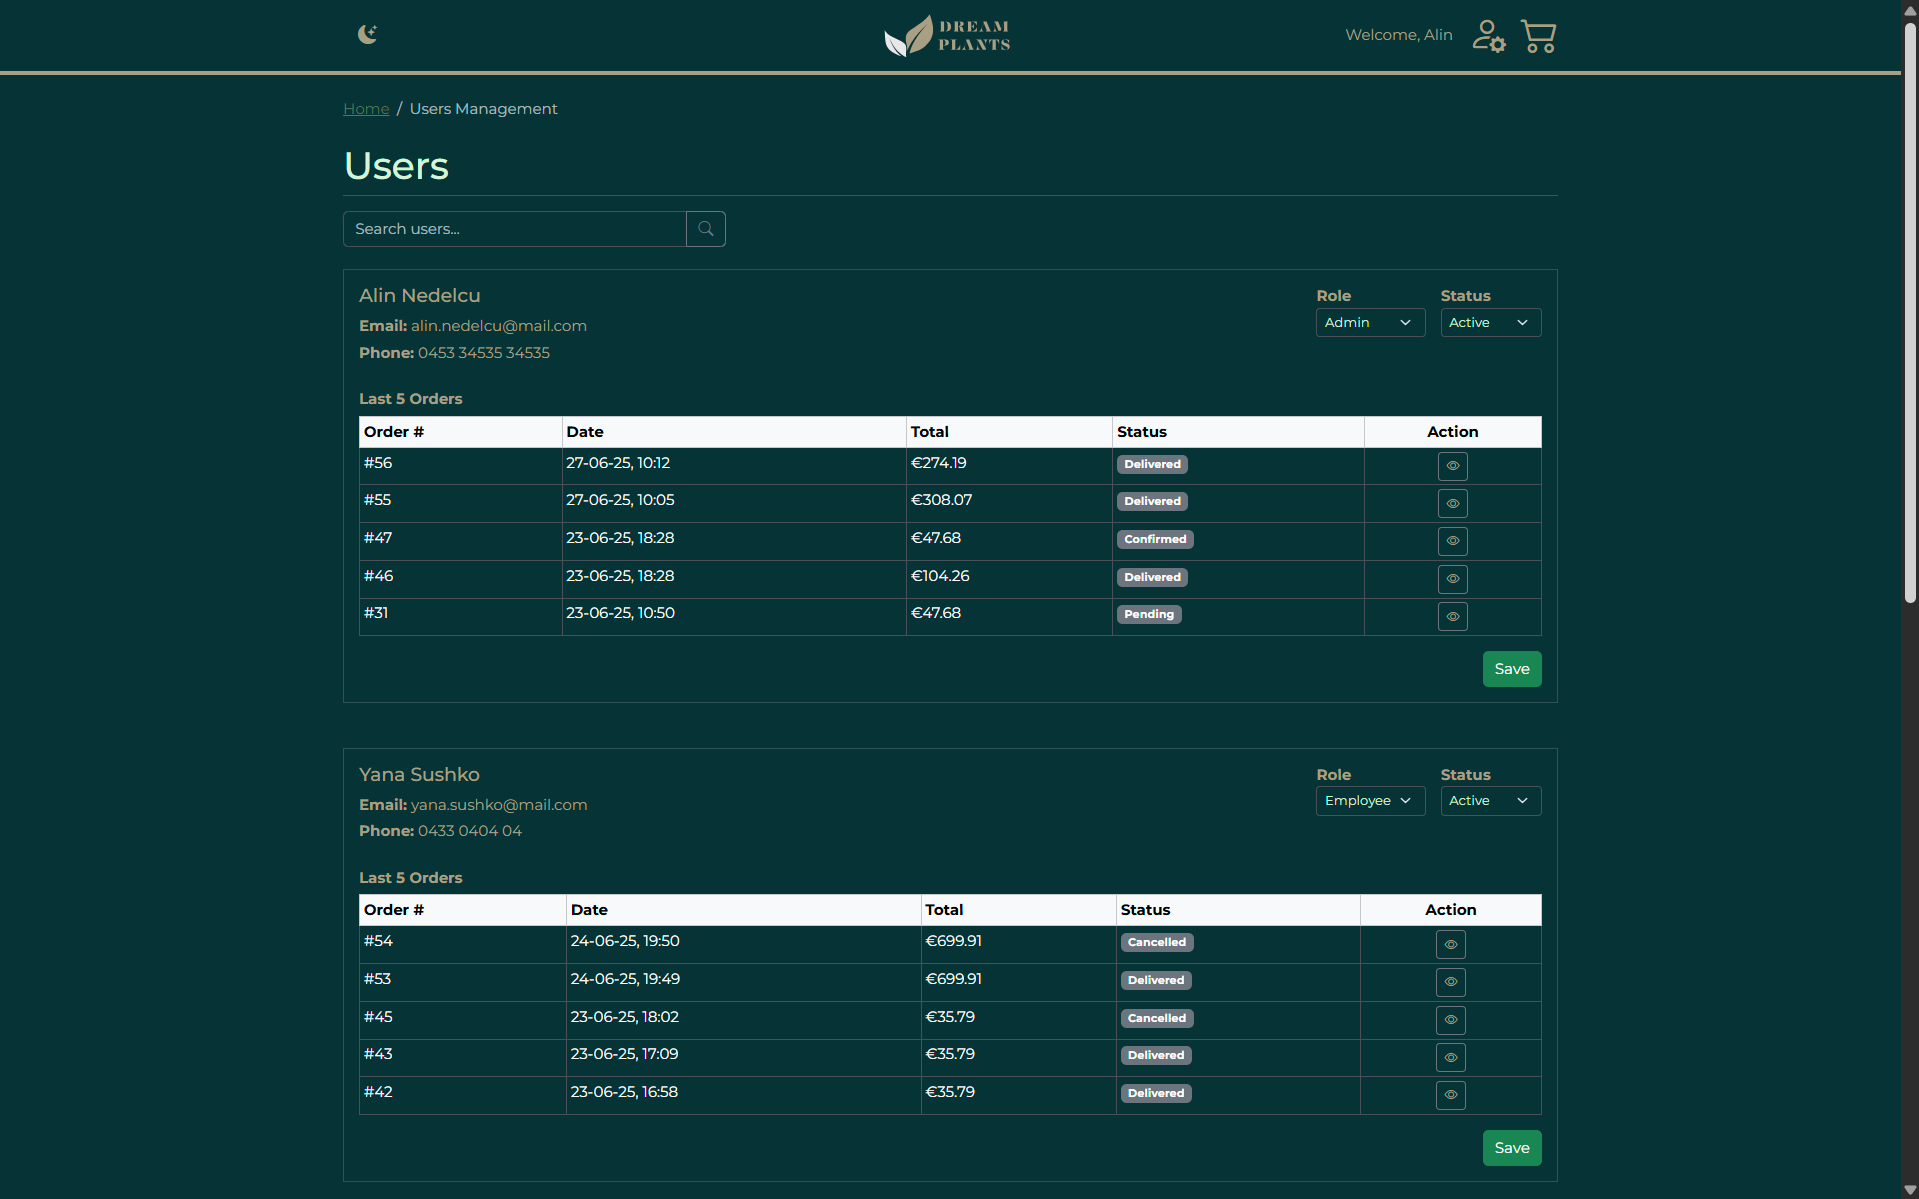 DREAM
PLANTS
Welcome, Alin
Home / Users Management
Users
Search users...
Alin Nedelcu
Role
Status
Email: alin.nedelcu@mail.com
Admin
Active
Phone: 0453 34535 34535
Last 5 Orders
Order # Date Total Status Action
#56 27-06-25, 10:12 €274.19 Delivered
#55 27-06-25, 10:05 €308.07 Delivered
#47 23-06-25, 18:28 €47.68 Confirmed
#46 23-06-25, 18:28 €104.26 Delivered
#31 23-06-25, 10:50 €47.68 Pending
Save
Yana Sushko
Role
Status
Email: yana.sushko@mail.com
Employee
Active
Phone: 0433 0404 04
Last 5 Orders
Order # Date Total Status Action
#54 24-06-25, 19:50 €699.91 Cancelled
#53 24-06-25, 19:49 €699.91 Delivered
#45 23-06-25, 18:02 €35.79 Cancelled
#43 23-06-25, 17:09 €35.79 Delivered
#42 23-06-25, 16:58 €35.79 Delivered
Save